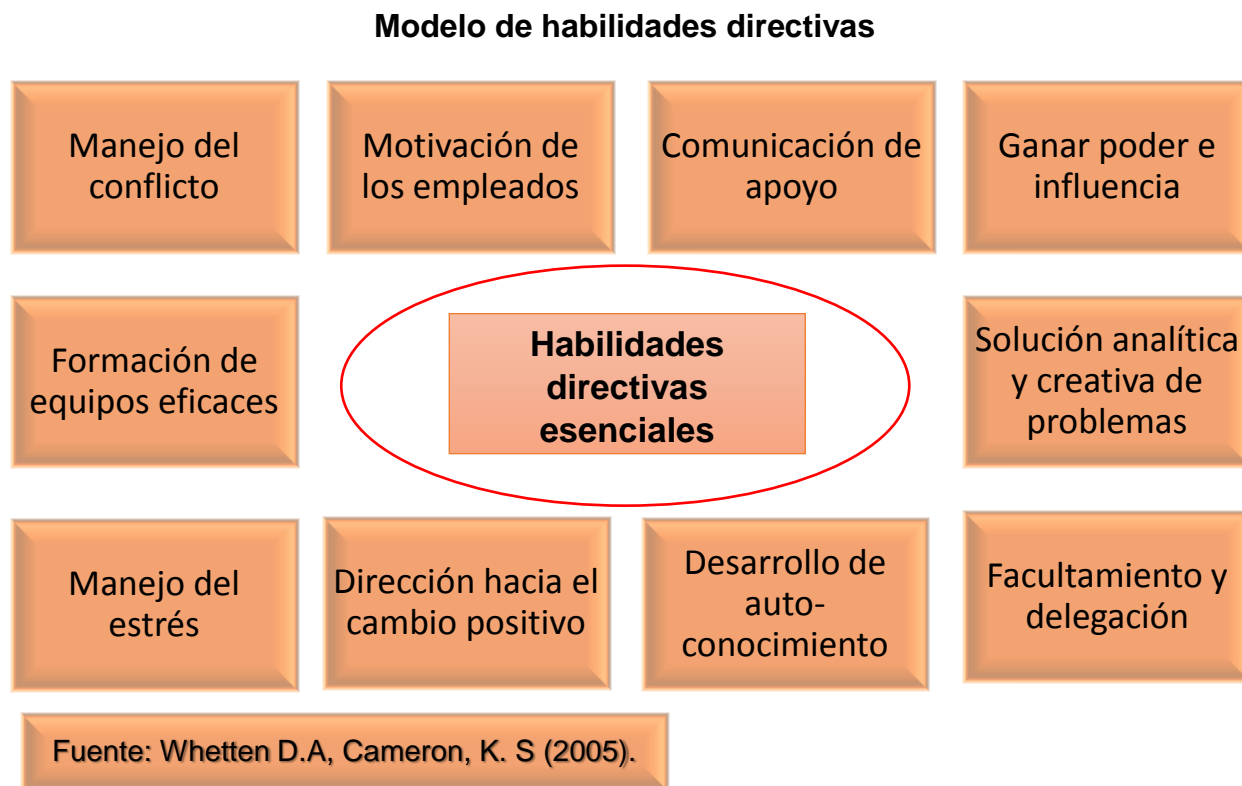 Modelo de habilidades directivas
Manejo del
conflicto
Motivación de
los empleados
Comunicación de
apoyo
Ganar poder e
influencia
Formación de
equipos eficaces
Habilidades
directivas
esenciales
Solución analítica
y creativa de
problemas
Manejo del
estrés
Dirección hacia el
cambio positivo
Desarrollo de
auto-
conocimiento
Facultamiento y
delegación
Fuente: Whetten D.A, Cameron, K. S (2005).